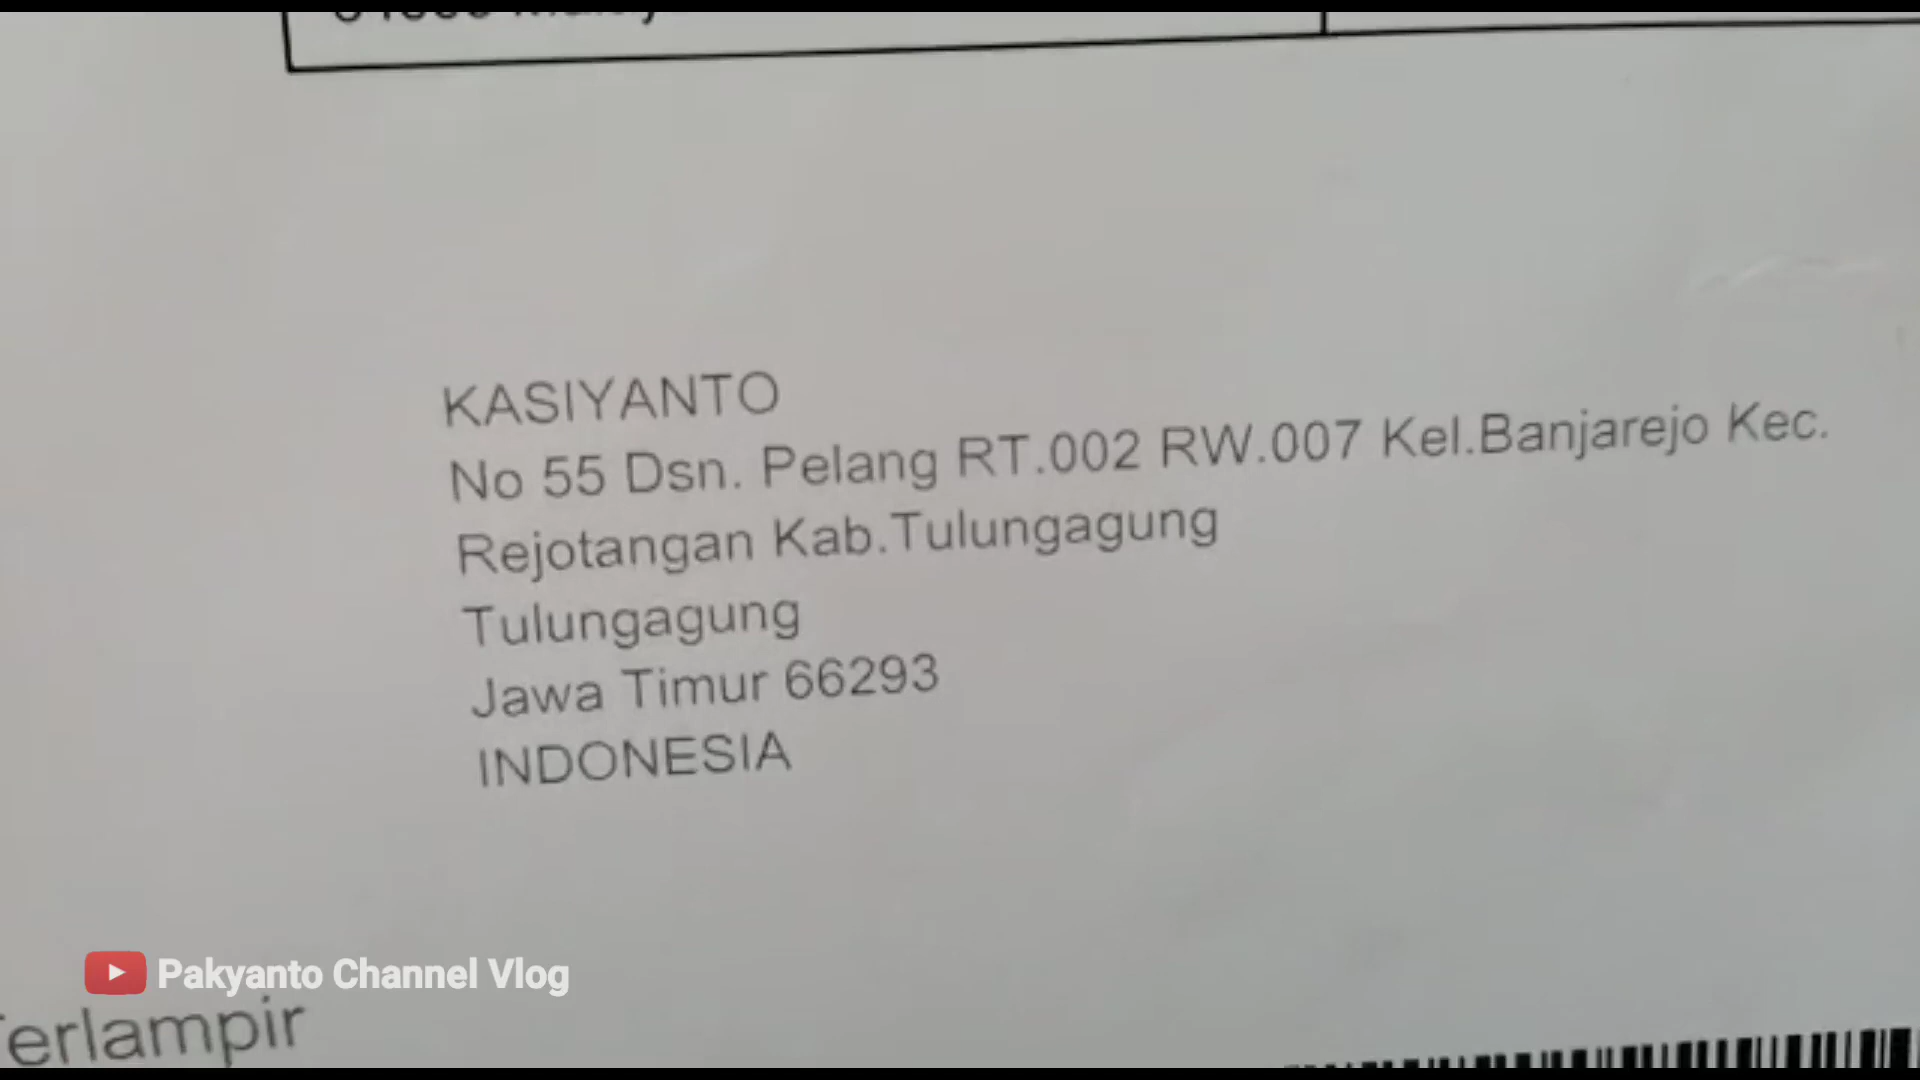 KASIYANTO
No 55 Dsn. Pelang RT.002 RW.007 Kel.Banjarejo Kec.
Rejotangan Kab.Tulungagung
Tulungagung
Jawa Timur 66293
INDONESIA
Pakyanto Channel Vlog
Terlampir